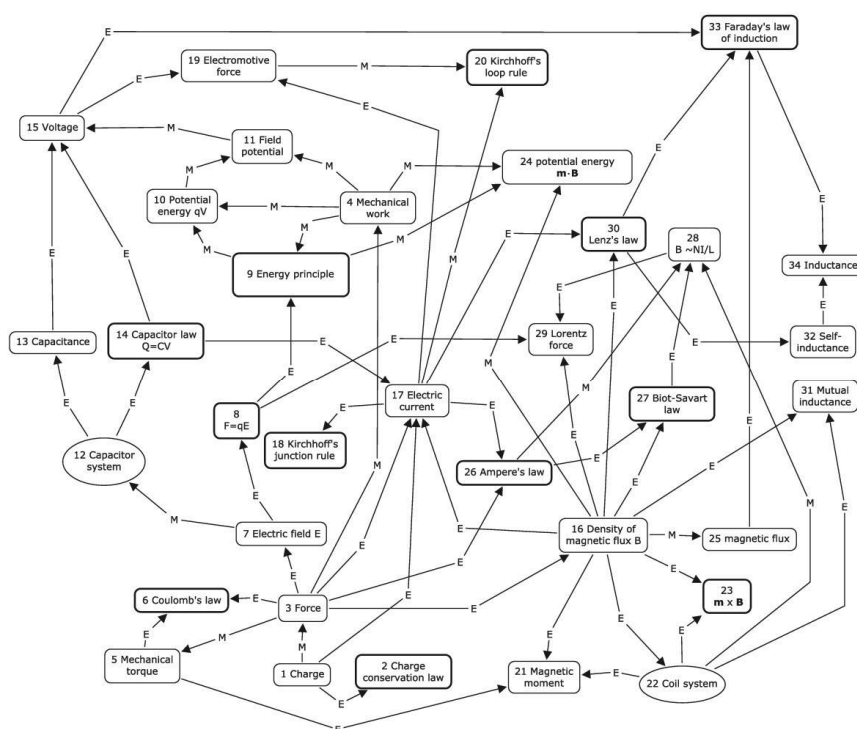 33 Faraday's law
of induction
E
19 Electromotive
force
M
20 Kirchhoff's
loop rule
E
E
E
15 Voltage
M
11 Field
potential
M
M
M
24 potential energy
m·B
E
10 Potential
energy qV
M
4 Mechanical
work
M
M
M
E
30
Lenz's law
28
B ~NI/L
E
9 Energy principle
34 Inductance
E
E
E
E
E
13 Capacitance
14 Capacitor law
Q=CV
E
E
29 Lorentz
force
E
32 Self-
inductance
M
M
E
E
17 Electric
current
E
27 Biot-Savart
law
31 Mutual
inductance
E
E
8
F=qE
E
E
18 Kirchhoff's
junction rule
E
12 Capacitor
system
M
26 Ampere's law
E
E
E
E
E
M
E
M
7 Electric field E
E
E
E
16 Density of
magnetic flux B
M
25 magnetic flux
E
E
23
m x B
6 Coulomb's law
E
3 Force
E
E
E
E
5 Mechanical
torque
M
M
E
E
1 Charge
2 Charge
conservation law
E
21 Magnetic
moment
E
22 Coil system
E
E